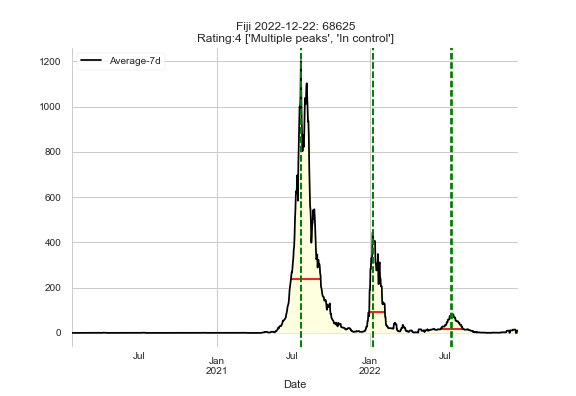 Fiji 2022-12-22: 68625
Rating:4 ['Multiple peaks', 'In control']
Average-7d
1200
1000
800
600
400
200
0
Jul
Jan
2021
Jul
Jan
2022
Jul
Date